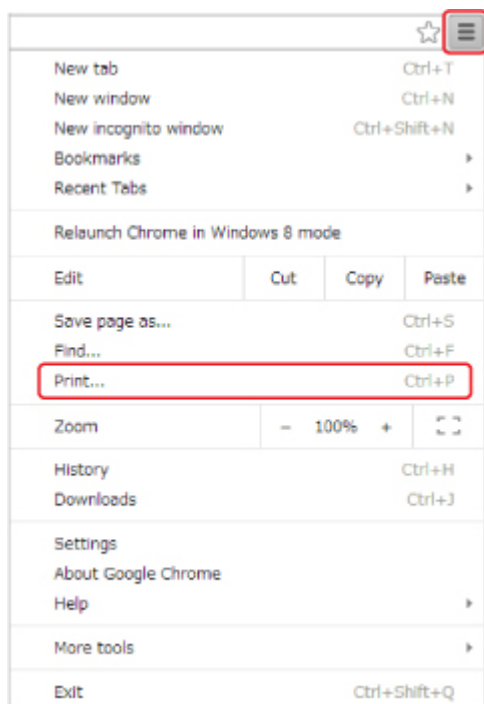 New tab Ctrl+T
New window Ctrl+N
New incognito window Ctrl+Shift+N
Bookmarks
Recent Tabs
Relaunch Chrome in Windows 8 mode
Edit Cut Copy Paste
Save page as... Ctrl+S
Find... Ctrl+F
Print... Ctrl+P
Zoom – 100% +
History Ctrl+H
Downloads Ctrl+J
Settings
About Google Chrome
Help
More tools
Exit Ctrl+Shift+Q